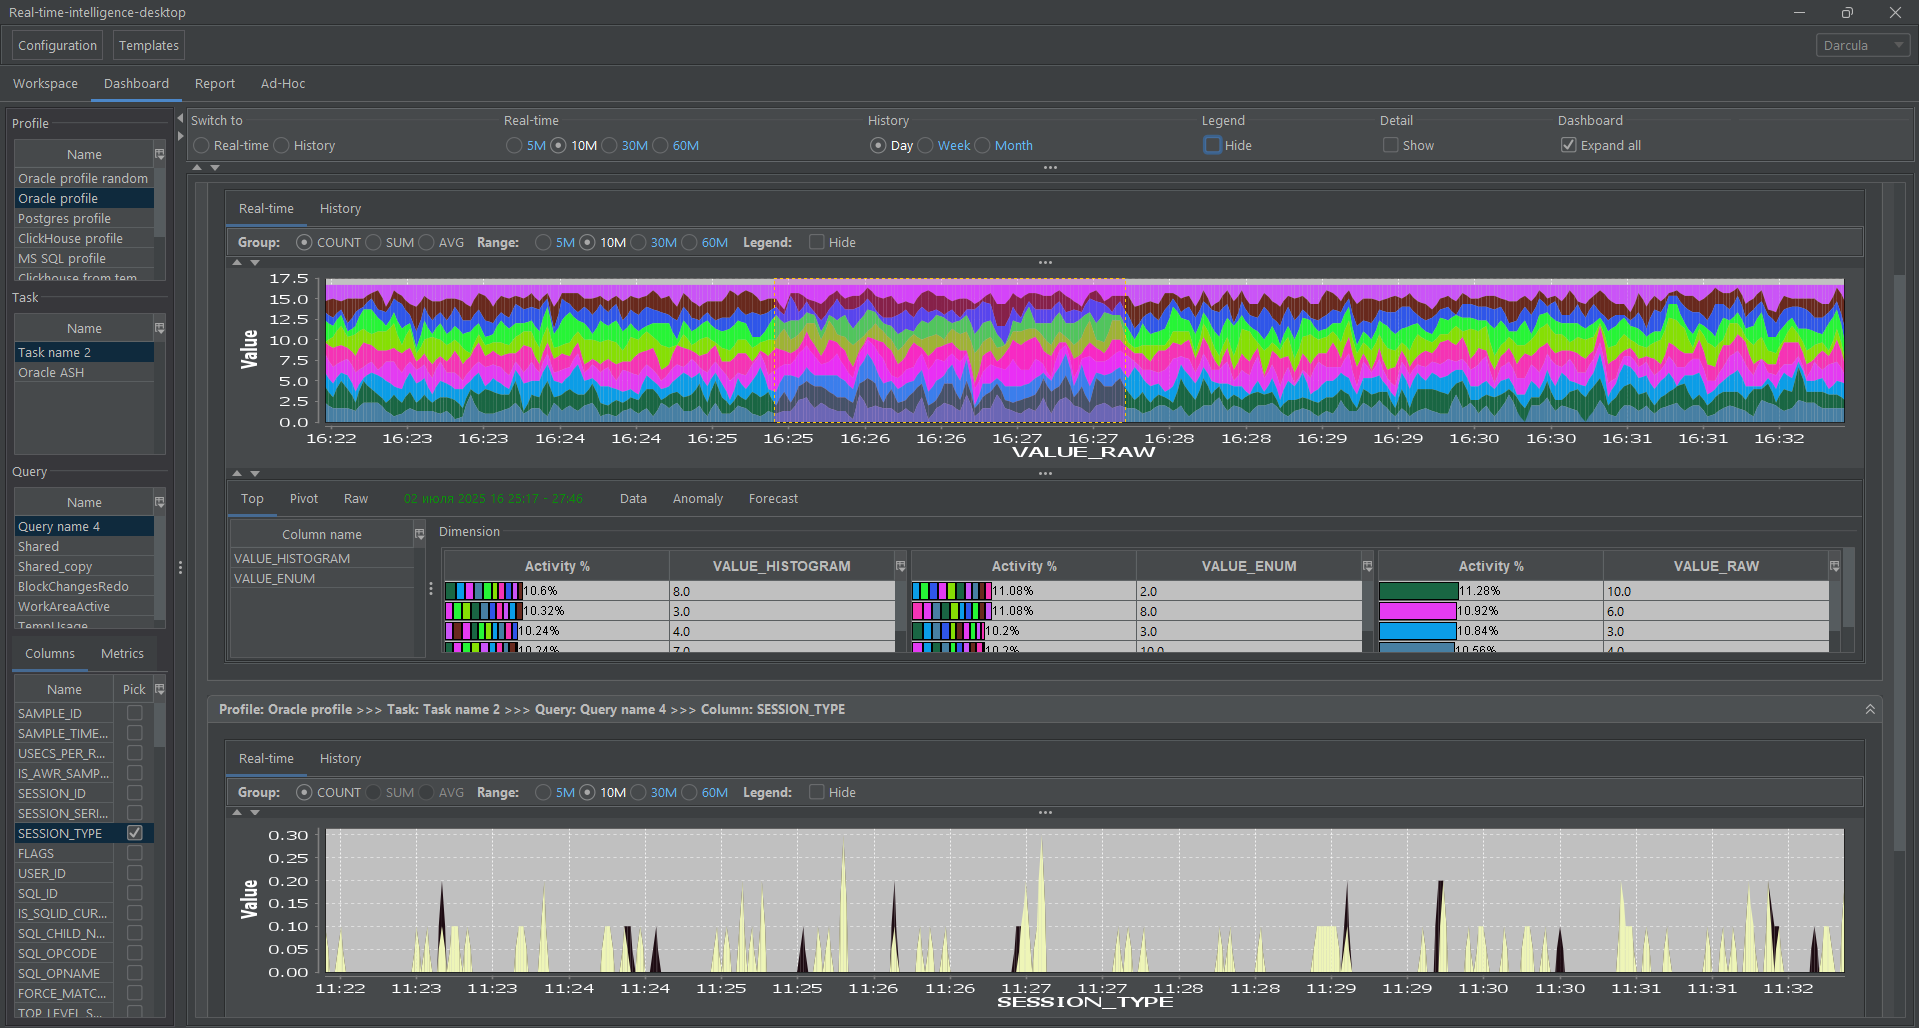 Real-time-intelligence-desktop
Configuration Templates Darcula
Workspace Dashboard Report Ad-Hoc
Profile
Name
Oracle profile random
Oracle profile
Postgres profile
ClickHouse profile
MS SQL profile
Clickhouse from tem
Task
Name
Task name 2
Oracle ASH
Query
Name
Query name 4
Shared
Shared_copy
BlockChangesRedo
WorkAreaActive
TempUsage
Columns Metrics
Name Pick
SAMPLE_ID
SAMPLE_TIME...
USECS_PER_R...
IS_AWR_SAMP...
SESSION_ID
SESSION_SERI...
SESSION_TYPE
FLAGS
USER_ID
SQL_ID
IS_SQLID_CUR...
SQL_CHILD_N...
SQL_OPCODE
SQL_OPNAME
FORCE_MATC...
TOP_LEVEL_S...
Switch to Real-time History Legend Detail Dashboard
Real-time History 5M 10M 30M 60M Day Week Month Hide Show Expand all
Real-time History
Group: COUNT SUM AVG Range: 5M 10M 30M 60M Legend: Hide
17.5
15.0
12.5
10.0
7.5
5.0
2.5
0.0
Value
16:22 16:23 16:23 16:24 16:24 16:25 16:25 16:26 16:26 16:27 16:27 16:28 16:28 16:29 16:29 16:30 16:30 16:31 16:31 16:32
VALUE_RAW
Top Pivot Raw 02 июля 2025 16 25:17 - 27:46 Data Anomaly Forecast
Column name
VALUE_HISTOGRAM
VALUE_ENUM
Dimension
Activity % VALUE_HISTOGRAM Activity % VALUE_ENUM Activity % VALUE_RAW
10.6% 8.0 11.08% 2.0 11.28% 10.0
10.32% 3.0 11.08% 8.0 10.92% 6.0
10.24% 4.0 10.2% 3.0 10.84% 3.0
10.24% 7.0 10.2% 10.0 10.56% 4.0
Profile: Oracle profile >>> Task: Task name 2 >>> Query: Query name 4 >>> Column: SESSION_TYPE
Real-time History
Group: COUNT SUM AVG Range: 5M 10M 30M 60M Legend: Hide
0.30
0.25
0.20
0.15
0.10
0.05
0.00
Value
11:22 11:23 11:23 11:24 11:24 11:25 11:25 11:26 11:26 11:27 11:27 11:28 11:28 11:29 11:29 11:30 11:30 11:31 11:31 11:32
SESSION_TYPE